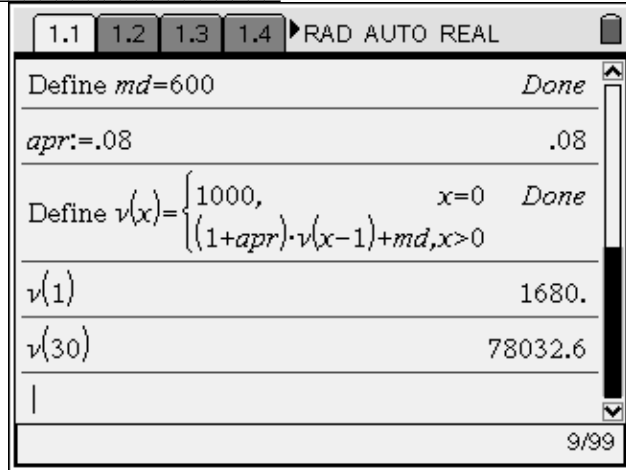 1.1 1.2 1.3 1.4 RAD AUTO REAL
Define md=600 Done
apr:=.08 .08
Define v(x)={1000, x=0 Done
(1+apr)·v(x−1)+md,x>0
v(1) 1680.
v(30) 78032.6
9/99